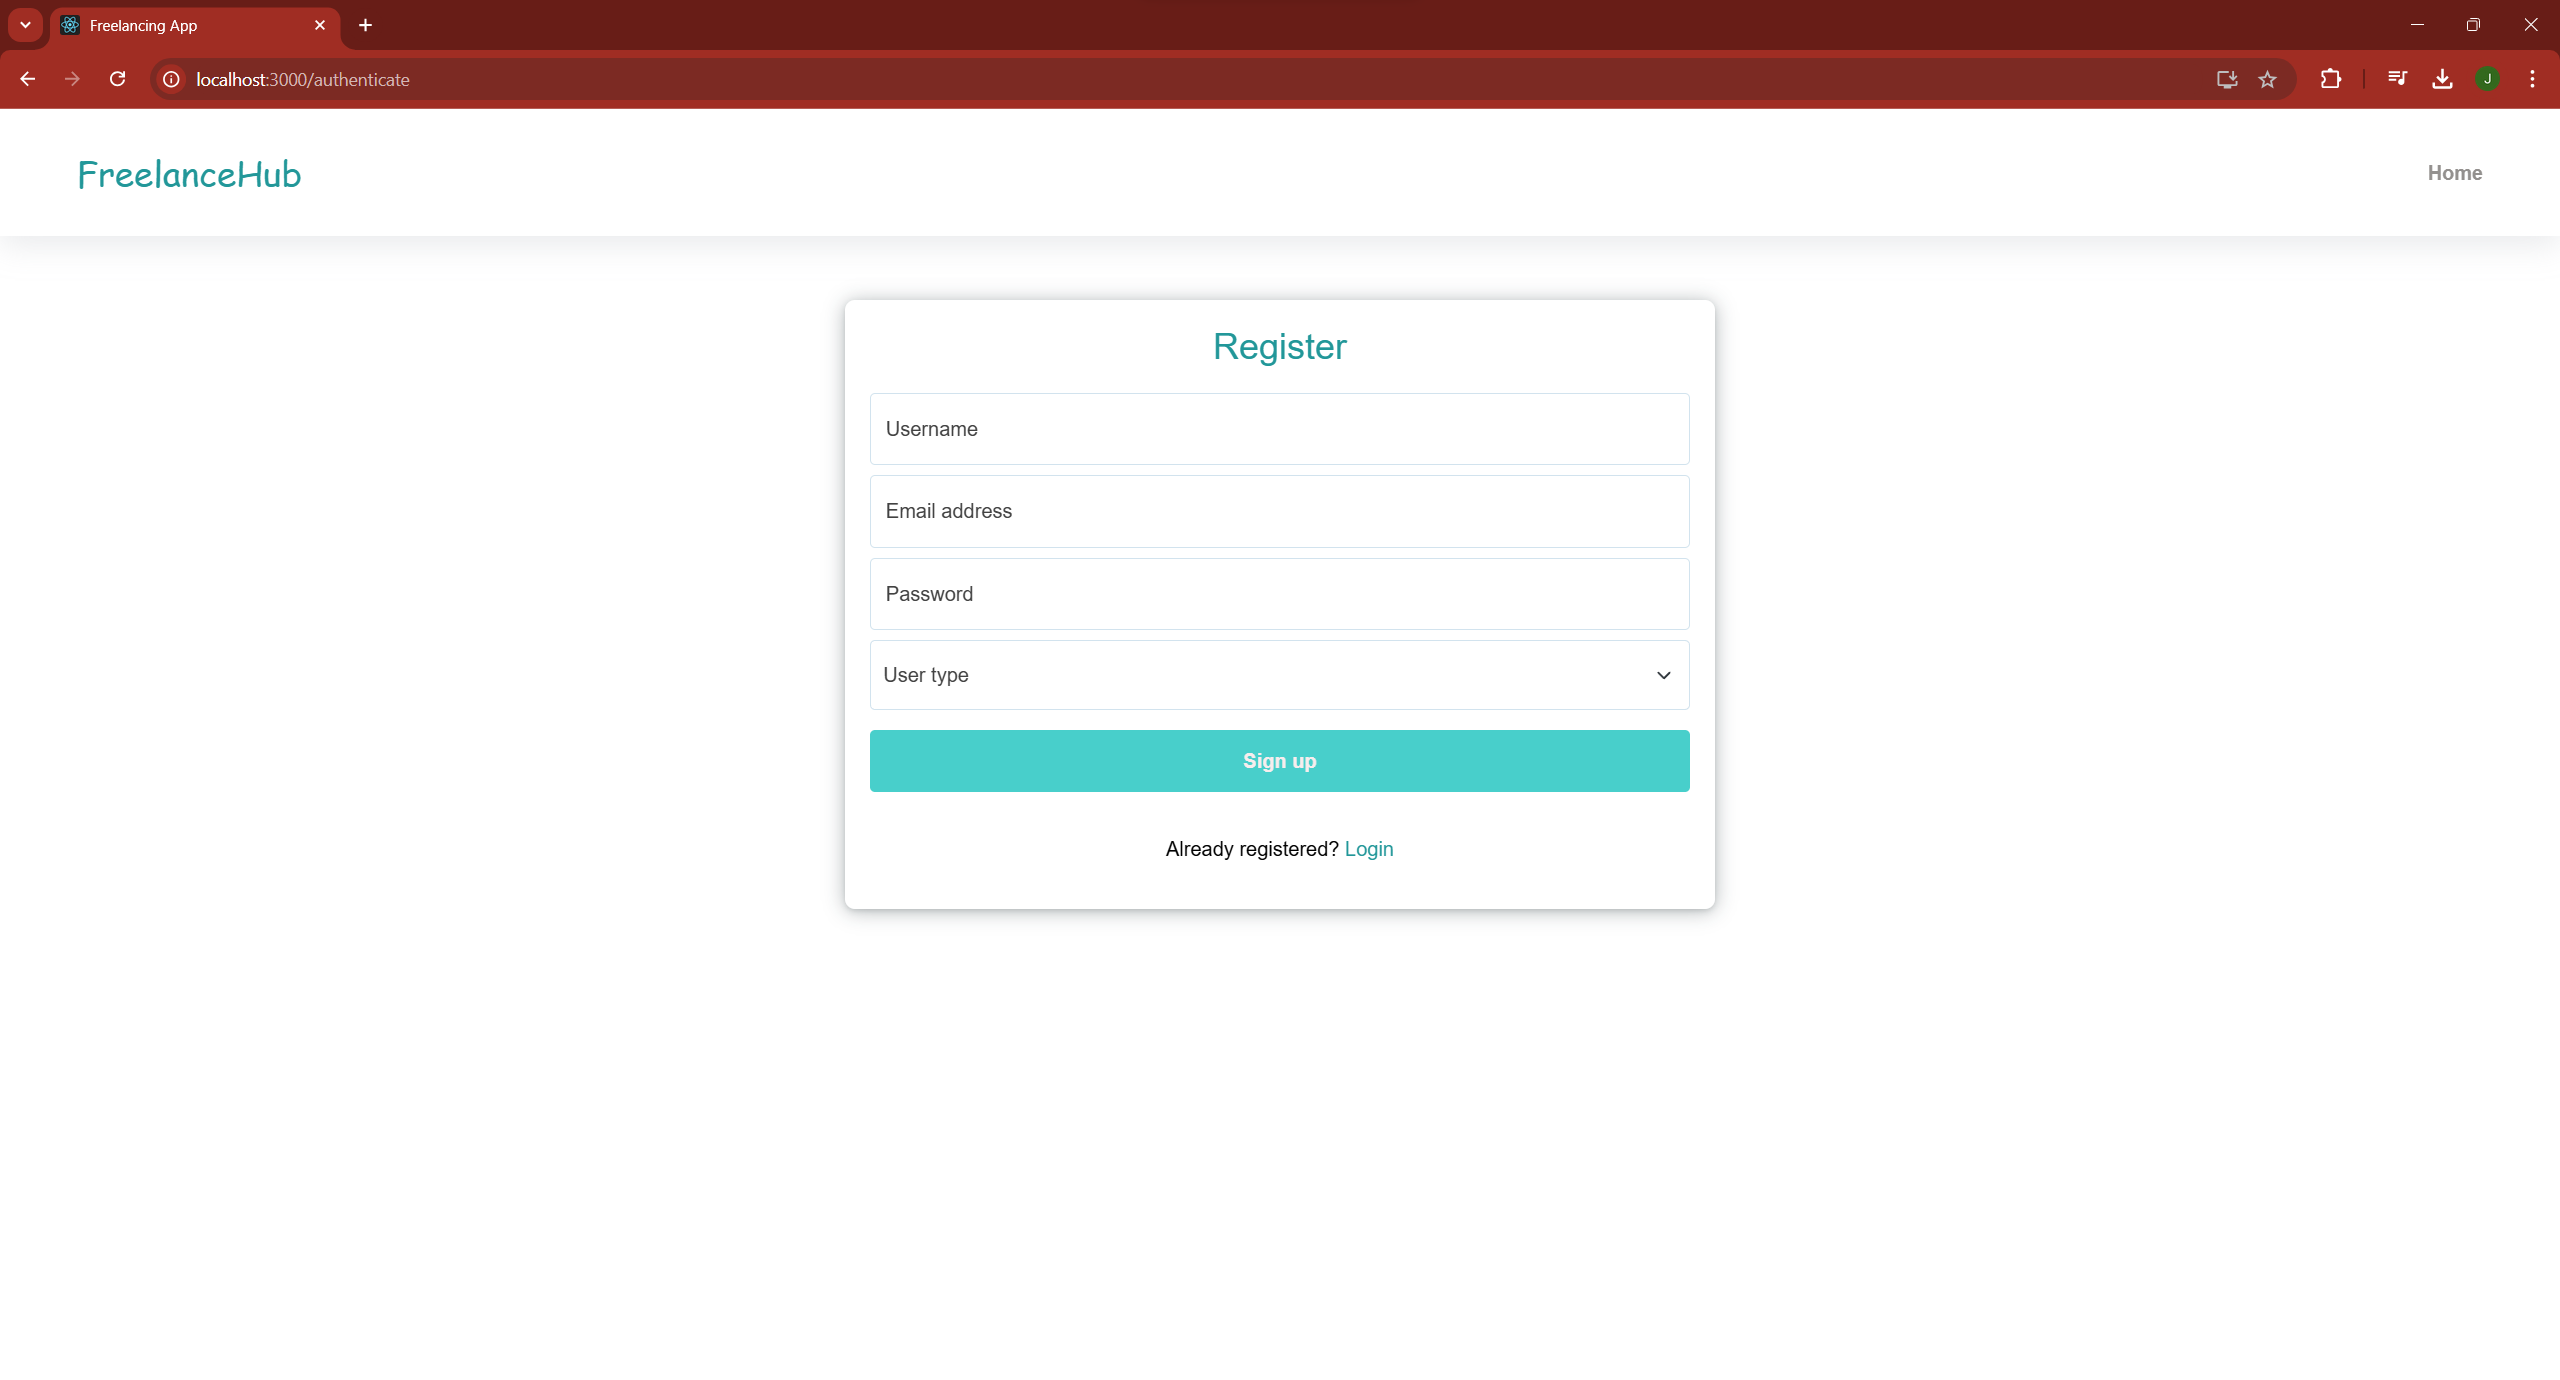 Freelancing App
localhost:3000/authenticate
J
FreelanceHub
Home
Register
Username
Email address
Password
User type
Sign up
Already registered? Login